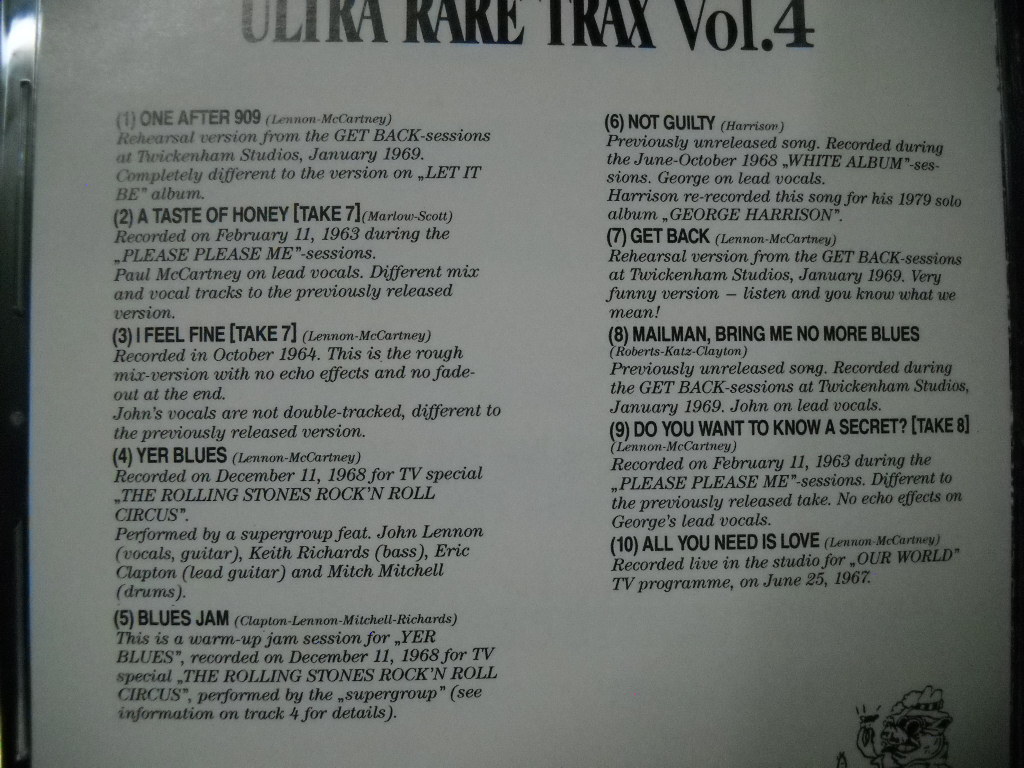 ULTRA RARE TRAX Vol.4
(1) ONE AFTER 909 (Lennon-McCartney)
Rehearsal version from the GET BACK-sessions
at Twickenham Studios, January 1969.
Completely different to the version on „LET IT
BE" album.
(2) A TASTE OF HONEY [TAKE 7] (Marlow-Scott)
Recorded on February 11, 1963 during the
„PLEASE PLEASE ME"-sessions.
Paul McCartney on lead vocals. Different mix
and vocal tracks to the previously released
version.
(3) I FEEL FINE [TAKE 7] (Lennon-McCartney)
Recorded in October 1964. This is the rough
mix-version with no echo effects and no fade-
out at the end.
John's vocals are not double-tracked, different to
the previously released version.
(4) YER BLUES (Lennon-McCartney)
Recorded on December 11, 1968 for TV special
„THE ROLLING STONES ROCK'N ROLL
CIRCUS".
Performed by a supergroup feat. John Lennon
(vocals, guitar), Keith Richards (bass), Eric
Clapton (lead guitar) and Mitch Mitchell
(drums).
(5) BLUES JAM (Clapton-Lennon-Mitchell-Richards)
This is a warm-up jam session for „YER
BLUES", recorded on December 11, 1968 for TV
special „THE ROLLING STONES ROCK'N ROLL
CIRCUS", performed by the „supergroup" (see
information on track 4 for details).
(6) NOT GUILTY (Harrison)
Previously unreleased song. Recorded during
the June-October 1968 „WHITE ALBUM"-ses-
sions. George on lead vocals.
Harrison re-recorded this song for his 1979 solo
album „GEORGE HARRISON".
(7) GET BACK (Lennon-McCartney)
Rehearsal version from the GET BACK-sessions
at Twickenham Studios, January 1969. Very
funny version – listen and you know what we
mean!
(8) MAILMAN, BRING ME NO MORE BLUES
(Roberts-Katz-Clayton)
Previously unreleased song. Recorded during
the GET BACK-sessions at Twickenham Studios,
January 1969. John on lead vocals.
(9) DO YOU WANT TO KNOW A SECRET? [TAKE 8]
(Lennon-McCartney)
Recorded on February 11, 1963 during the
„PLEASE PLEASE ME"-sessions. Different to
the previously released take. No echo effects on
George's lead vocals.
(10) ALL YOU NEED IS LOVE (Lennon-McCartney)
Recorded live in the studio for „OUR WORLD"
TV programme, on June 25, 1967.